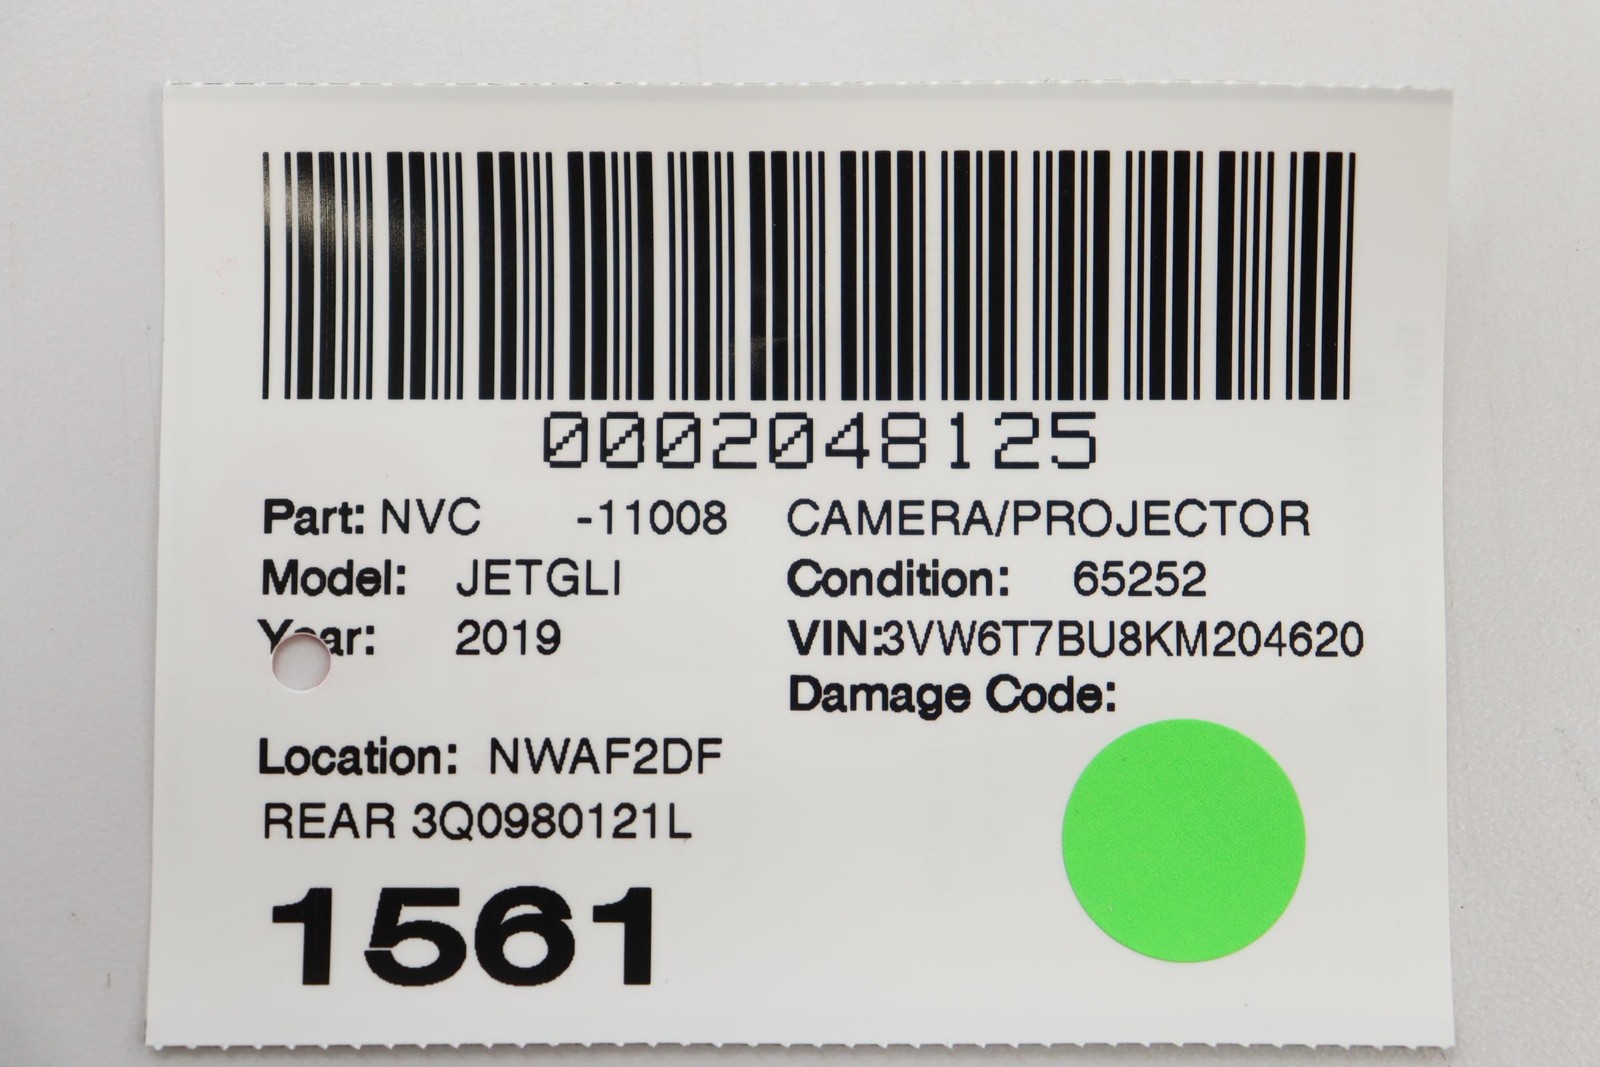 0002048125
Part: NVC -11008 CAMERA/PROJECTOR
Model: JETGLI Condition: 65252
Year: 2019 VIN:3VW6T7BU8KM204620
Damage Code:
Location: NWAF2DF
REAR 3Q0980121L
1561